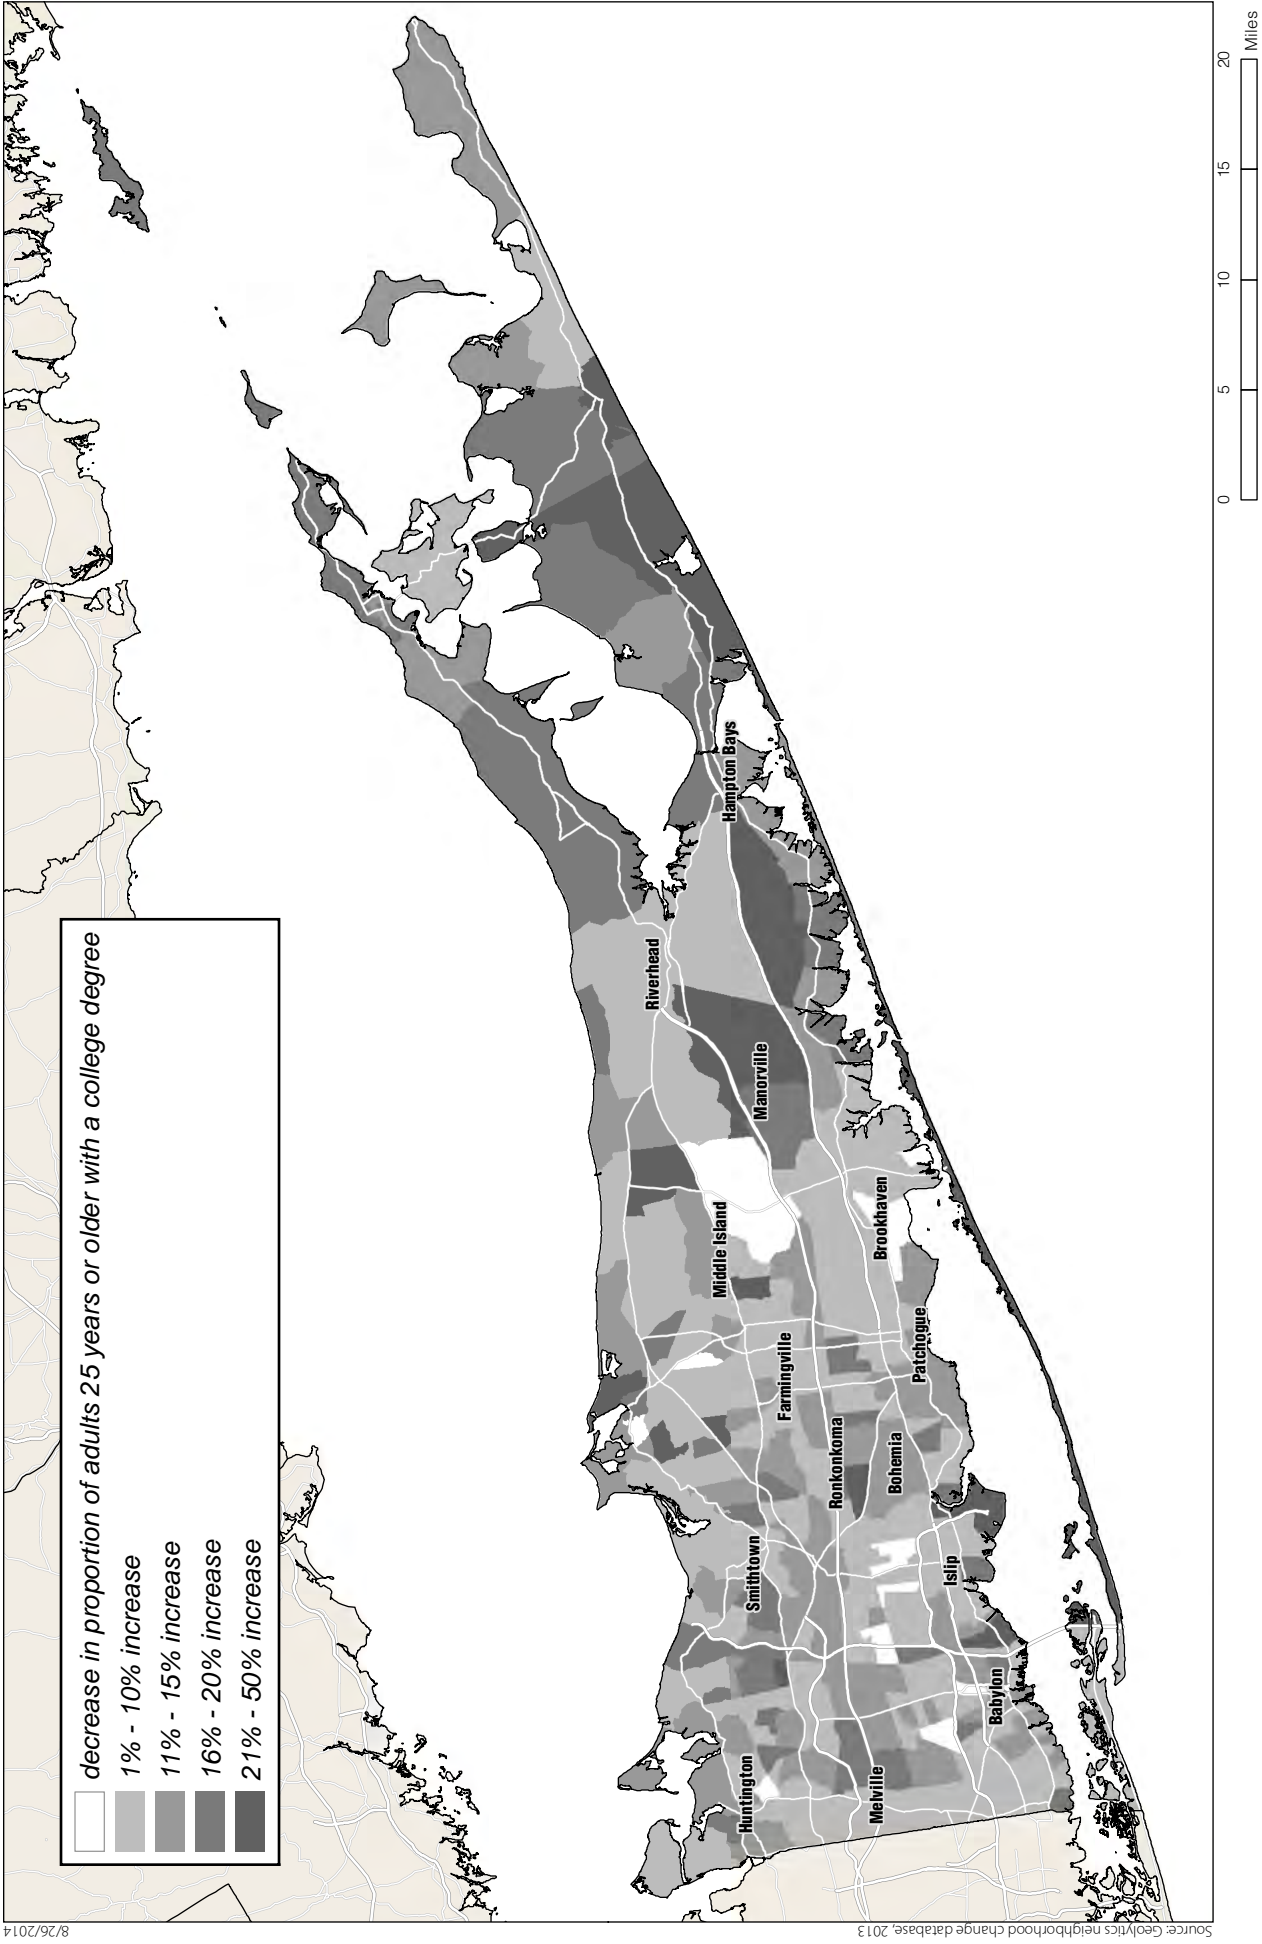 decrease in proportion of adults 25 years or older with a college degree
1% - 10% increase
11% - 15% increase
16% - 20% increase
21% - 50% increase
Huntington
Melville
Babylon
Smithtown
Islip
Ronkonkoma
Bohemia
Farmingville
Patchogue
Middle Island
Brookhaven
Manorville
Riverhead
Hampton Bays
0 5 10 15 20
Miles
Source: Geolytics neighborhood change database, 2013
8/26/2014